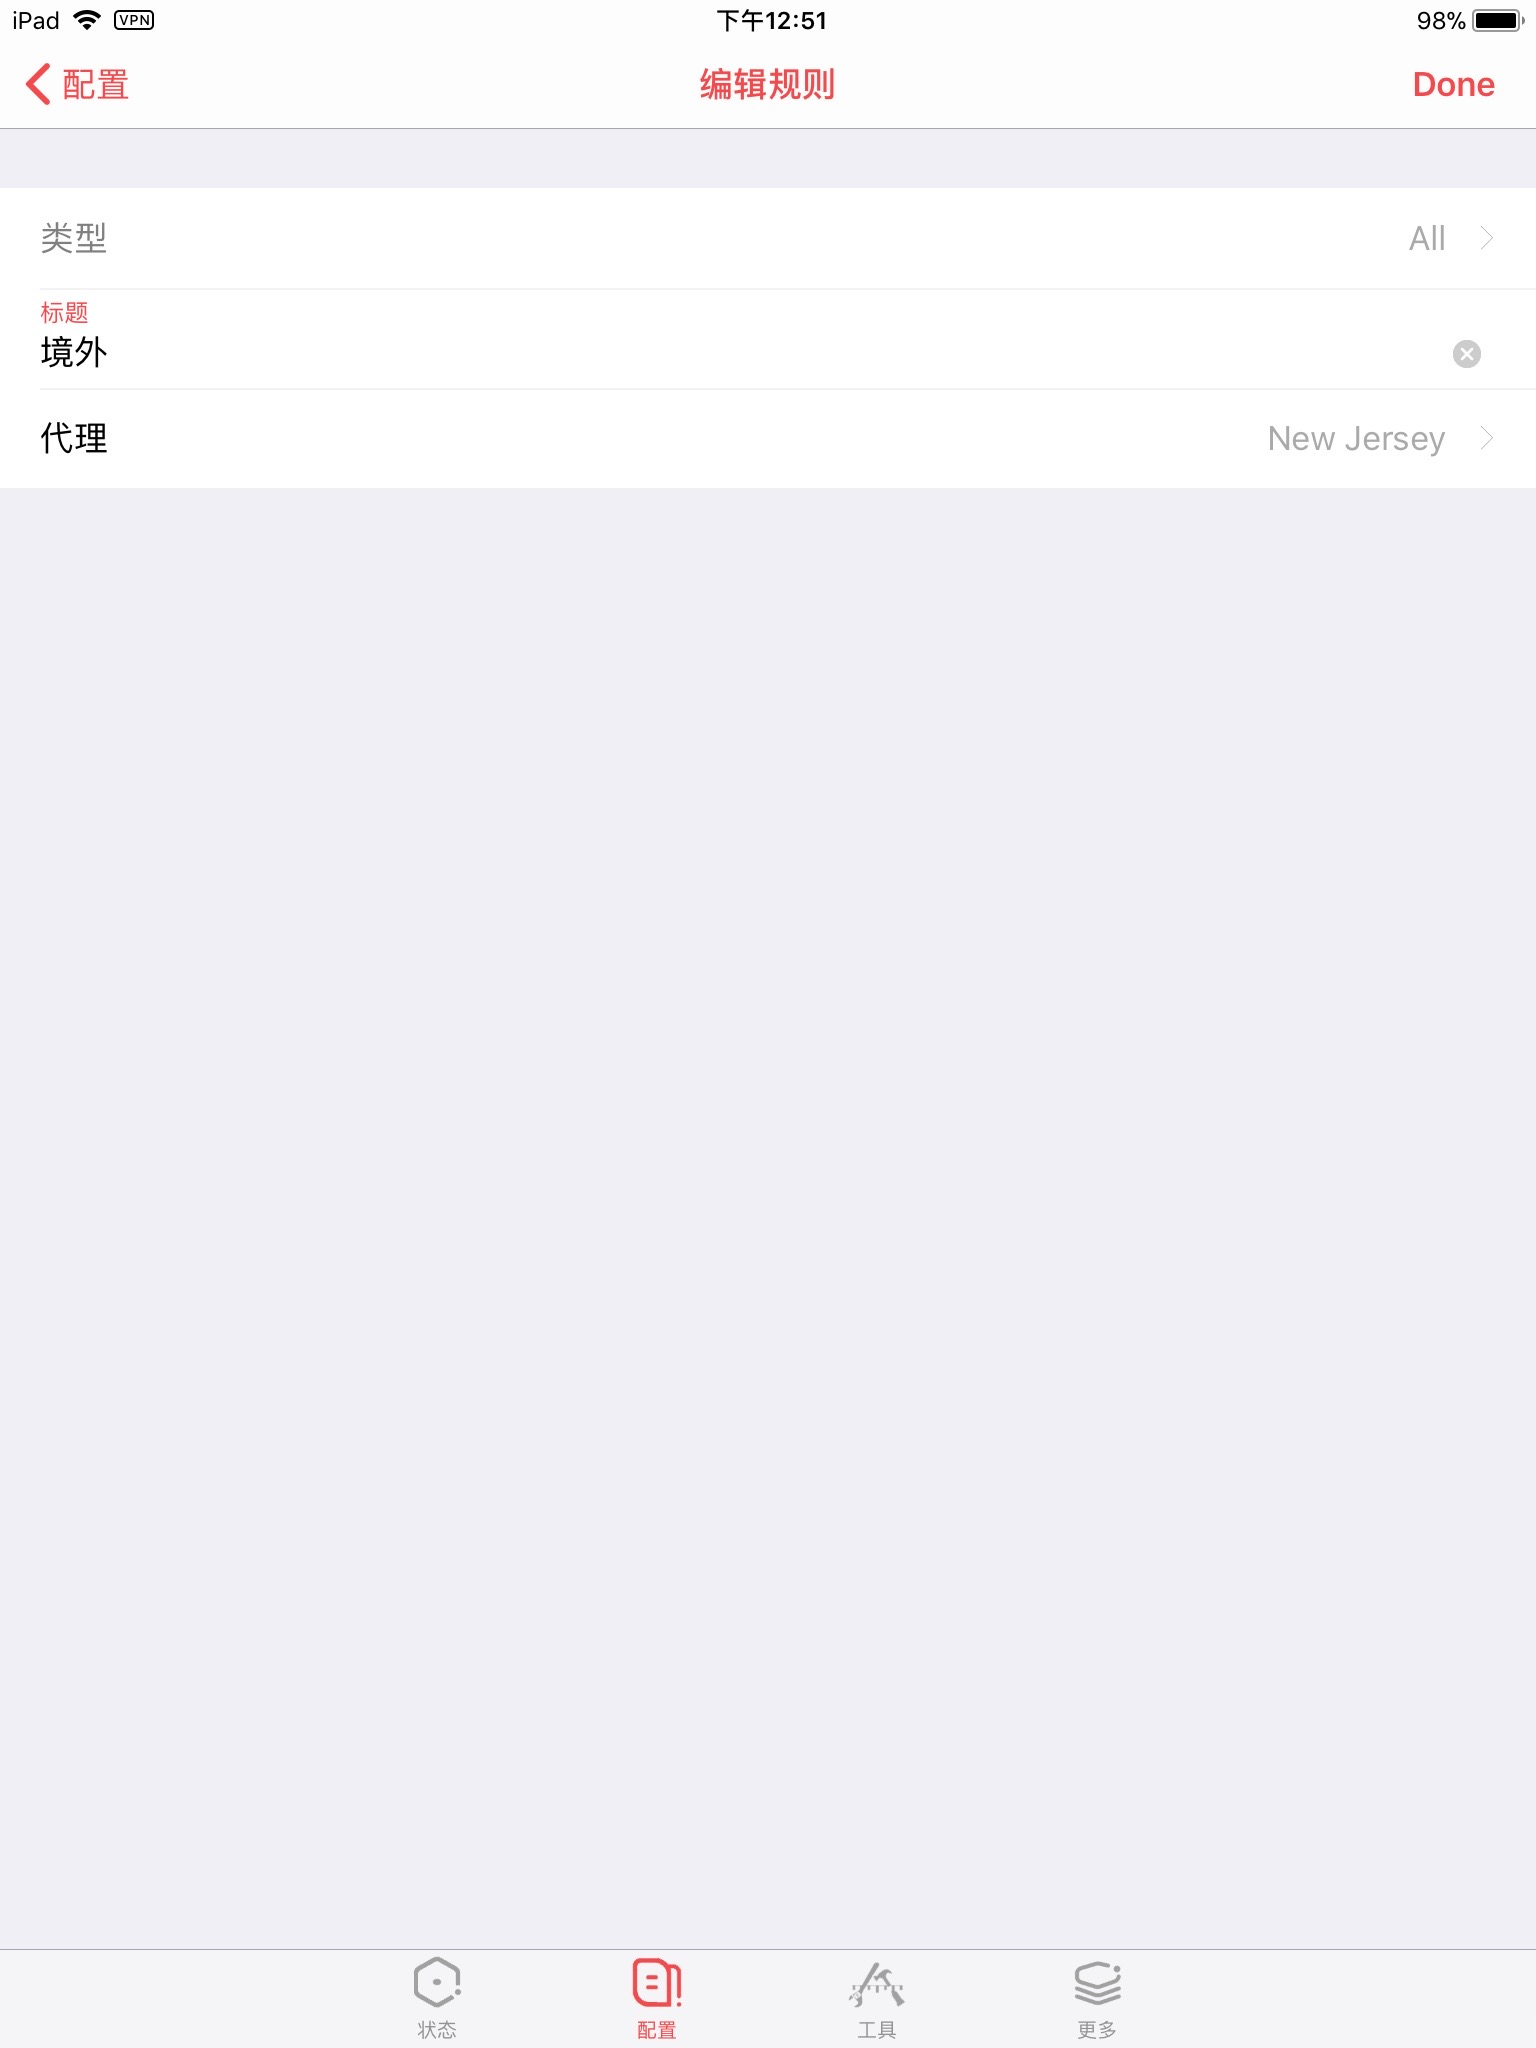 iPad VPN 下午12:51 98%
配置 编辑规则 Done
类型 All
标题
境外
代理 New Jersey
状态 配置 工具 更多